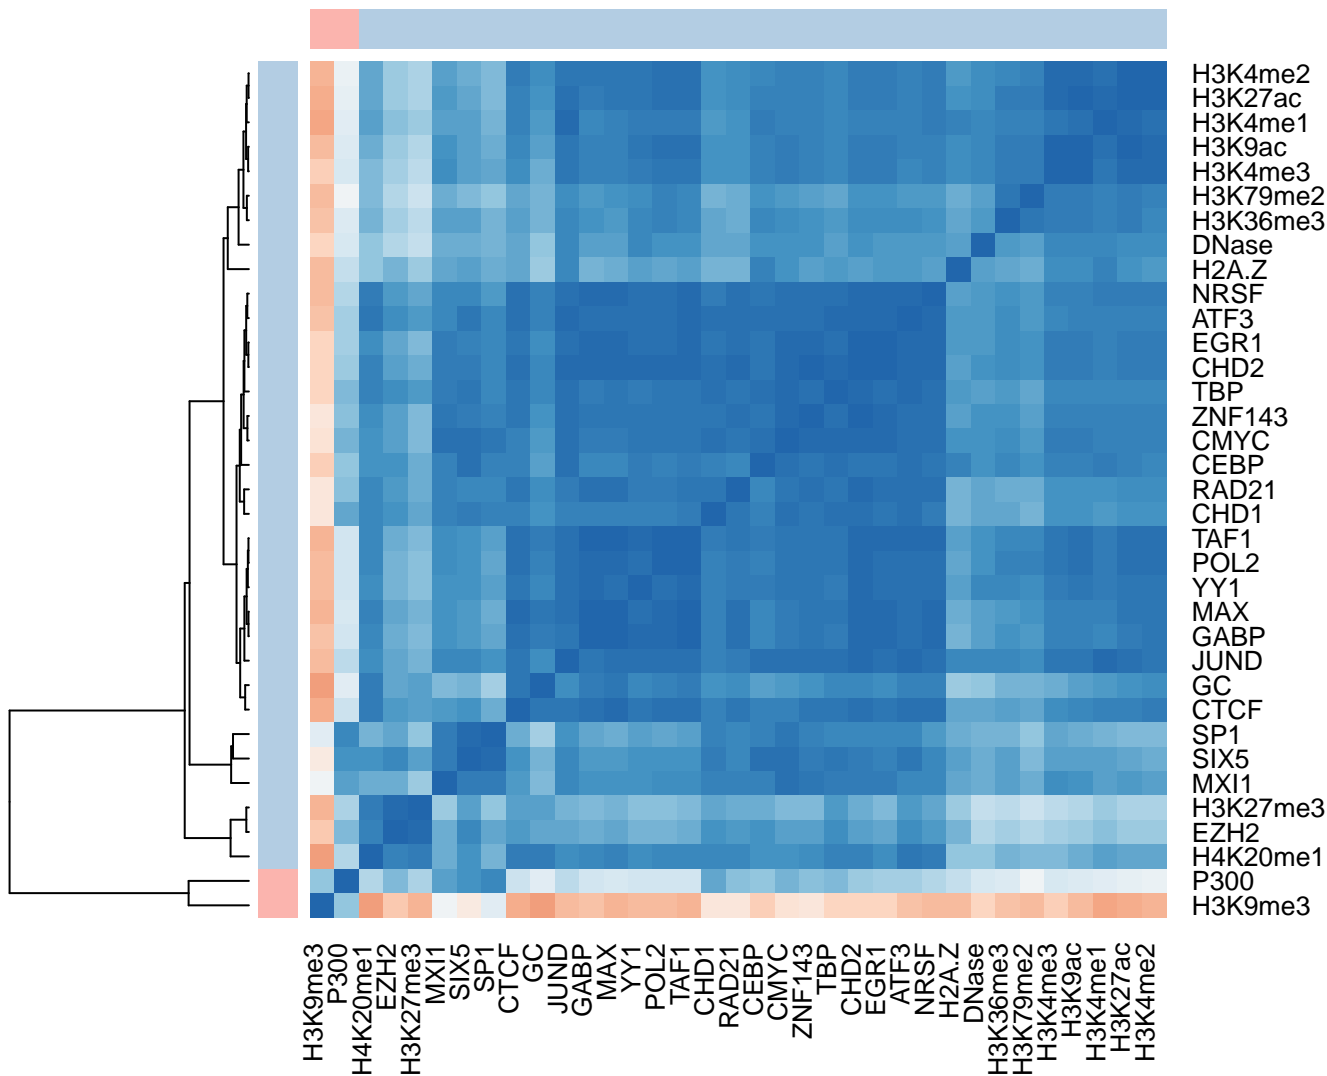 H3K4me2
H3K27ac
H3K4me1
H3K9ac
H3K4me3
H3K79me2
H3K36me3
DNase
H2A.Z
NRSF
ATF3
EGR1
CHD2
TBP
ZNF143
CMYC
CEBP
RAD21
CHD1
TAF1
POL2
YY1
MAX
GABP
JUND
GC
CTCF
SP1
SIX5
MXI1
H3K27me3
EZH2
H4K20me1
P300
H3K9me3
H3K9me3
P300
H4K20me1
EZH2
H3K27me3
MXI1
SIX5
SP1
CTCF
GC
JUND
GABP
MAX
YY1
POL2
TAF1
CHD1
RAD21
CEBP
CMYC
ZNF143
TBP
CHD2
EGR1
ATF3
NRSF
H2A.Z
DNase
H3K36me3
H3K79me2
H3K4me3
H3K9ac
H3K4me1
H3K27ac
H3K4me2